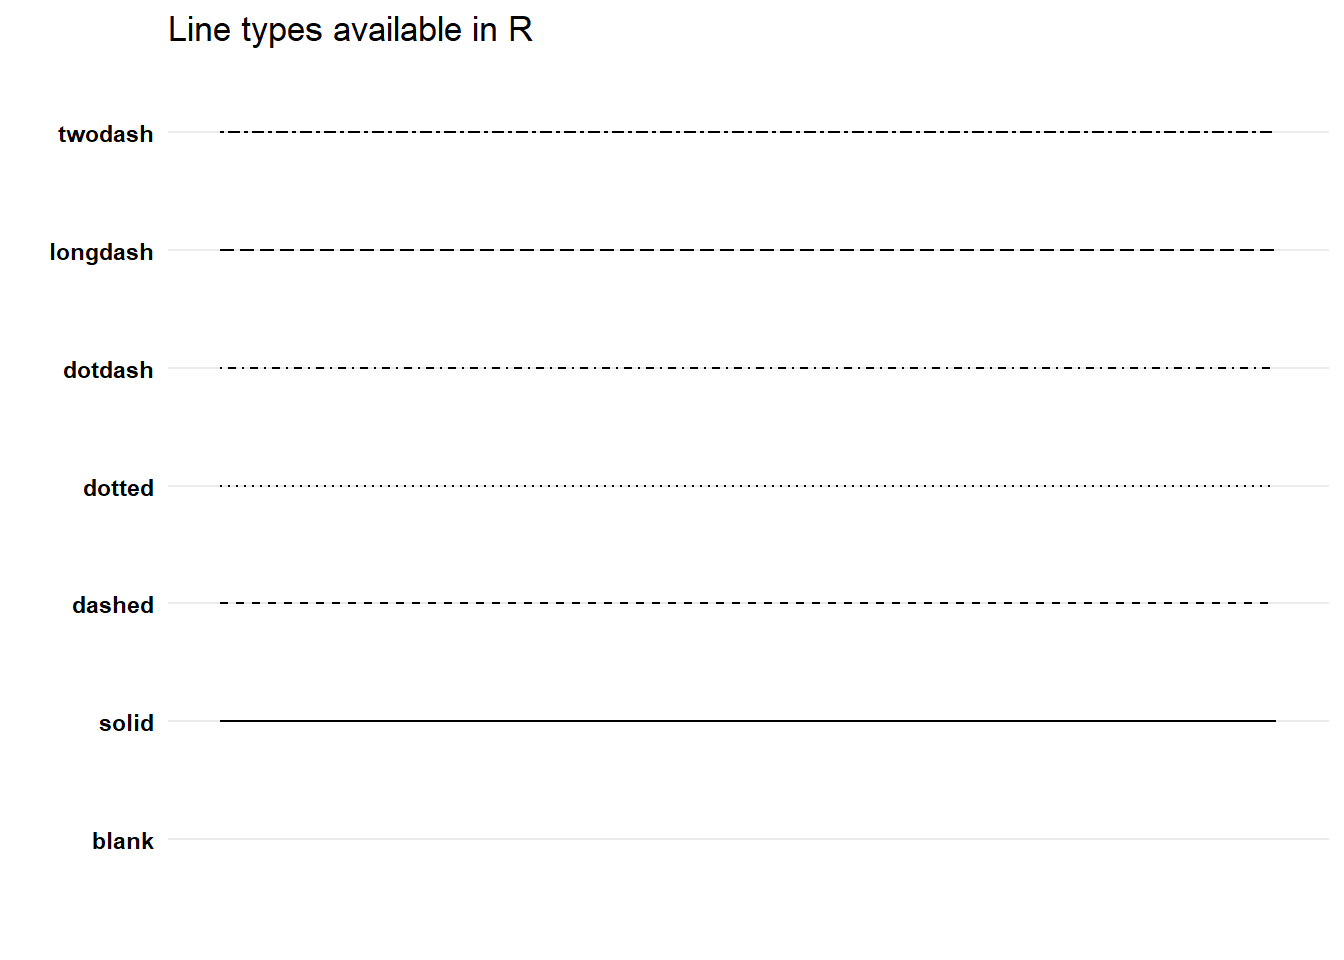 Line types available in R
twodash
longdash
dotdash
dotted
dashed
solid
blank